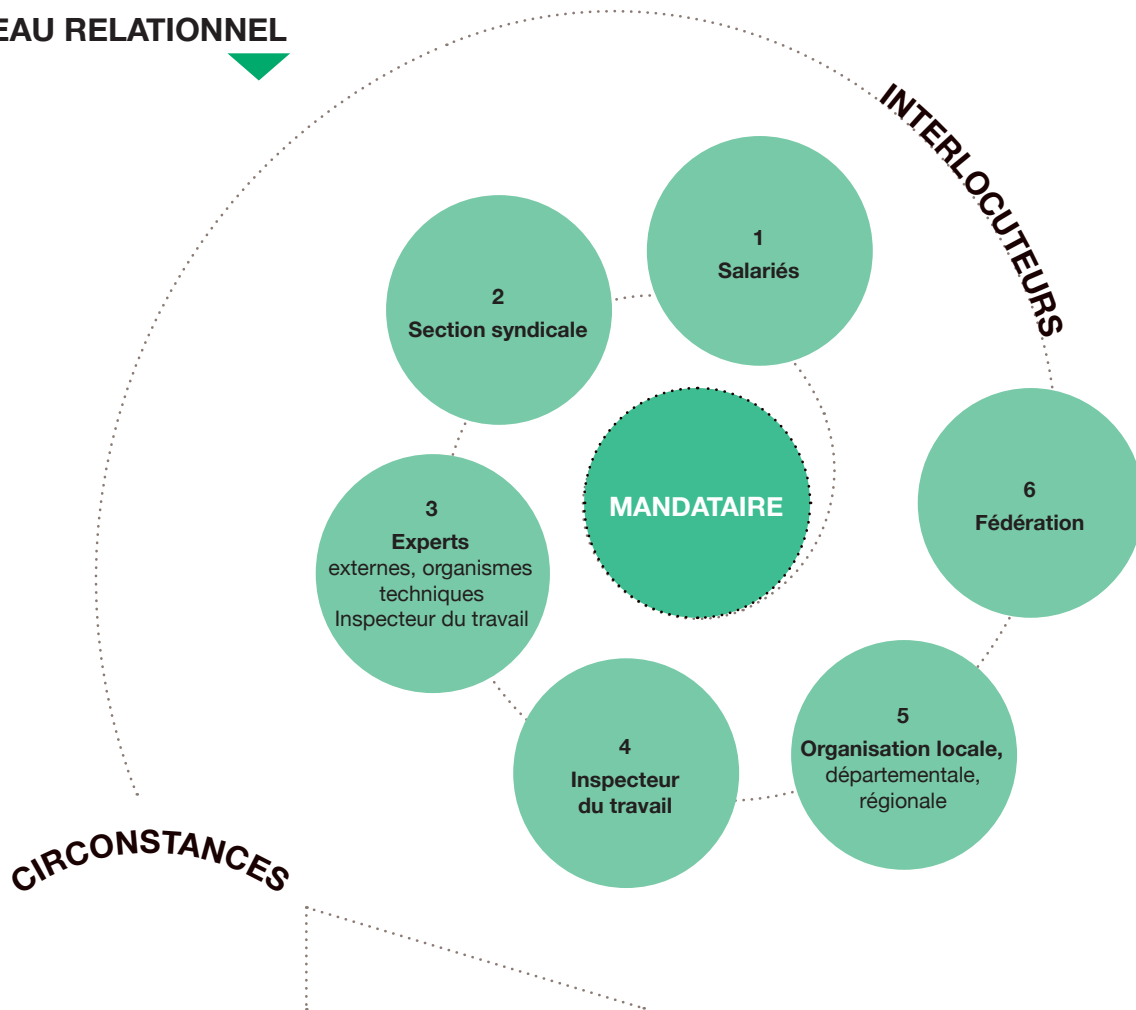 EAU RELATIONNEL
INTERLOCUTEURS
1
Salariés
2
Section syndicale
MANDATAIRE
3
Experts
externes, organismes
techniques
Inspecteur du travail
4
Inspecteur
du travail
5
Organisation locale,
départementale,
régionale
6
Fédération
CIRCONSTANCES